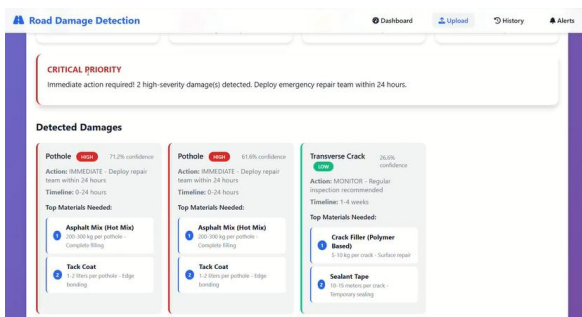 Road Damage Detection
Dashboard
Upload
History
Alerts
CRITICAL PRIORITY
Immediate action required! 2 high-severity damage(s) detected. Deploy emergency repair team within 24 hours.
Detected Damages
Pothole HIGH 71.2% confidence
Action: IMMEDIATE - Deploy repair
team within 24 hours
Timeline: 0-24 hours
Top Materials Needed:
1 Asphalt Mix (Hot Mix)
200-300 kg per pothole -
Complete filling
2 Tack Coat
1-2 liters per pothole - Edge
bonding
Pothole HIGH 61.6% confidence
Action: IMMEDIATE - Deploy repair
team within 24 hours
Timeline: 0-24 hours
Top Materials Needed:
1 Asphalt Mix (Hot Mix)
200-300 kg per pothole -
Complete filling
2 Tack Coat
1-2 liters per pothole - Edge
bonding
Transverse Crack 26.6%
LOW confidence
Action: MONITOR - Regular
inspection recommended
Timeline: 1-4 weeks
Top Materials Needed:
1 Crack Filler (Polymer
Based)
5-10 kg per crack - Surface repair
2 Sealant Tape
10-15 meters per crack -
Temporary sealing